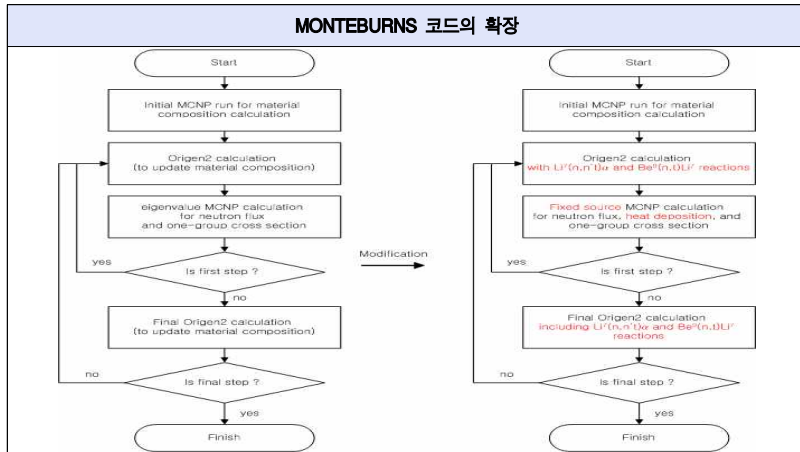 MONTEBURNS 코드의 확장
Start
Initial MCNP run for material
composition calculation
Origen2 calculation
(to update material composition)
eigenvalue MCNP calculation
for neutron flux
and one-group cross section
yes
Is first step ?
no
Final Origen2 calculation
(to update material composition)
no
Is final step ?
yes
Finish
Modification
Start
Initial MCNP run for material
composition calculation
Origen2 calculation
with Li⁷(n,n't)α and Be⁹(n,t)Li⁷ reactions
Fixed source MCNP calculation
for neutron flux, heat deposition, and
one-group cross section
yes
Is first step ?
no
Final Origen2 calculation
including Li⁷(n,n't)α and Be⁹(n,t)Li⁷
reactions
no
Is final step ?
yes
Finish